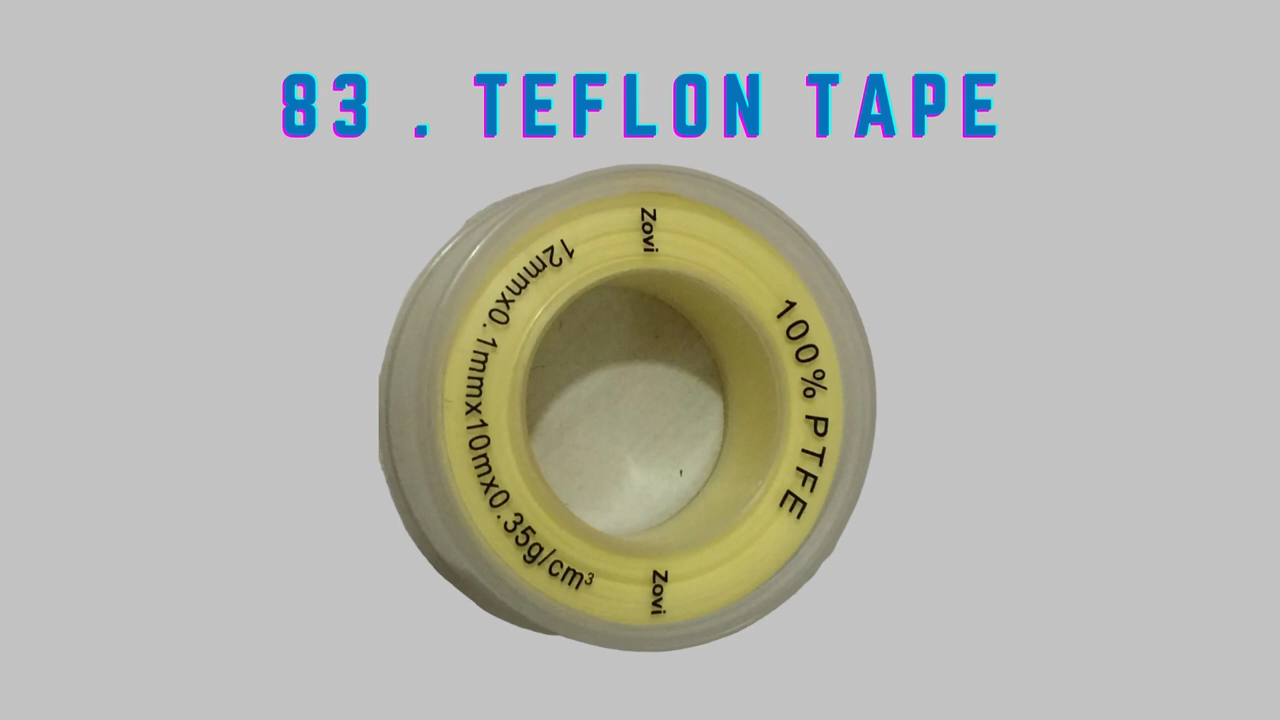 83 . TEFLON TAPE
Zovi
100% PTFE
12mmx0.1mmx10mx0.35g/cm³
Zovi